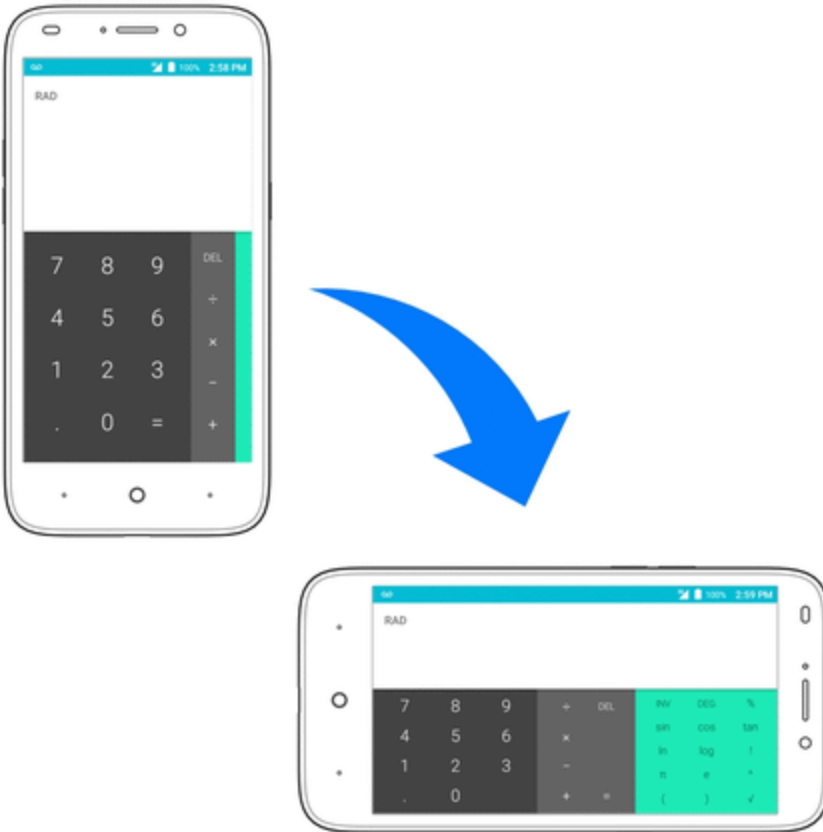 100% 2:58 PM
RAD
7 8 9 DEL
÷
4 5 6
×
1 2 3
−
. 0 = +
100% 2:59 PM
RAD
7 8 9 ÷ DEL INV DEG %
4 5 6 × sin cos tan
1 2 3 − ln log !
π e ^
. 0 + = ( ) √